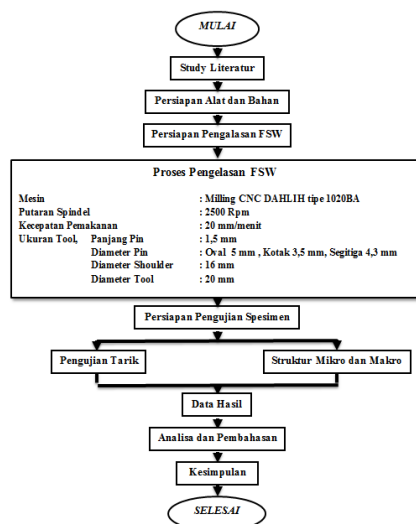 MULAI
Study Literatur
Persiapan Alat dan Bahan
Persiapan Pengalasan FSW
Proses Pengelasan FSW
Mesin : Milling CNC DAHLIH tipe 1020BA
Putaran Spindel : 2500 Rpm
Kecepatan Pemakanan : 20 mm/menit
Ukuran Tool, Panjang Pin : 1,5 mm
Diameter Pin : Oval 5 mm , Kotak 3,5 mm, Segitiga 4,3 mm
Diameter Shoulder : 16 mm
Diameter Tool : 20 mm
Persiapan Pengujian Spesimen
Pengujian Tarik
Struktur Mikro dan Makro
Data Hasil
Analisa dan Pembahasan
Kesimpulan
SELESAI